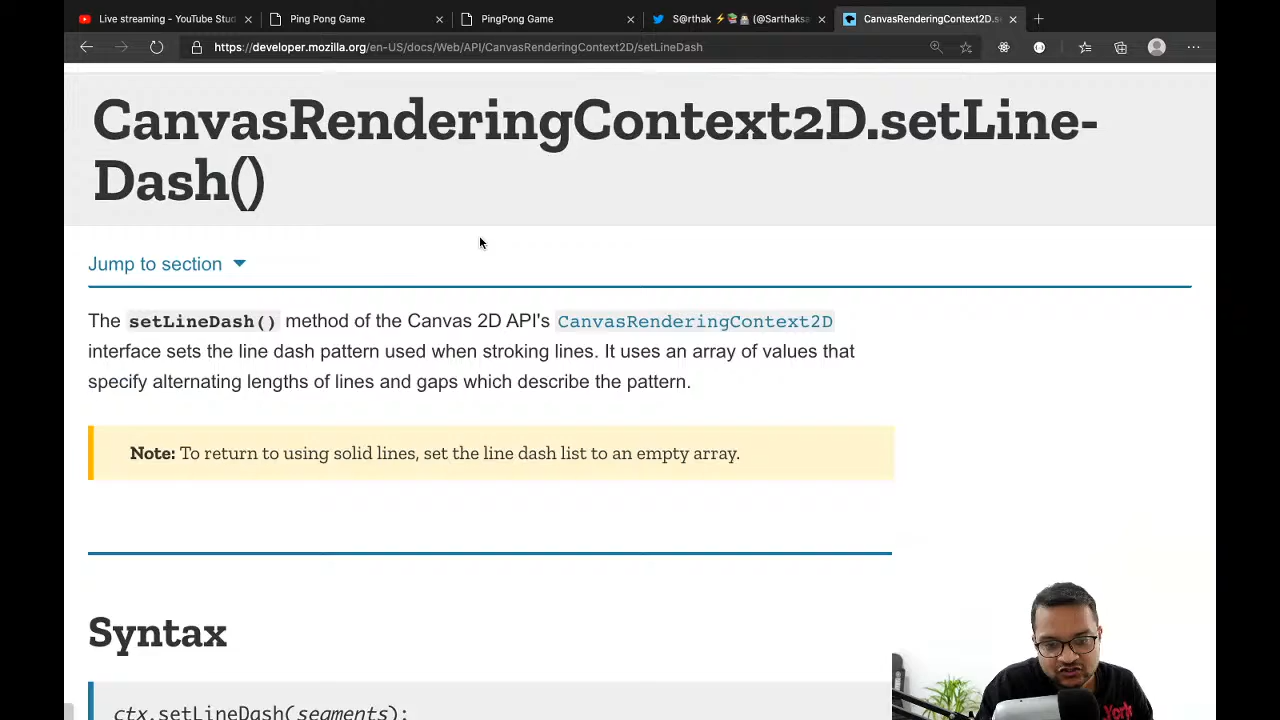 Live streaming - YouTube Stud
Ping Pong Game
PingPong Game
S@rthak ⚡📚👨‍💻 (@Sarthaksa
CanvasRenderingContext2D.s
https://developer.mozilla.org/en-US/docs/Web/API/CanvasRenderingContext2D/setLineDash
CanvasRenderingContext2D.setLine-
Dash()
Jump to section
The setLineDash() method of the Canvas 2D API's CanvasRenderingContext2D
interface sets the line dash pattern used when stroking lines. It uses an array of values that
specify alternating lengths of lines and gaps which describe the pattern.
Note: To return to using solid lines, set the line dash list to an empty array.
Syntax
ctx.setLineDash(segments);
York